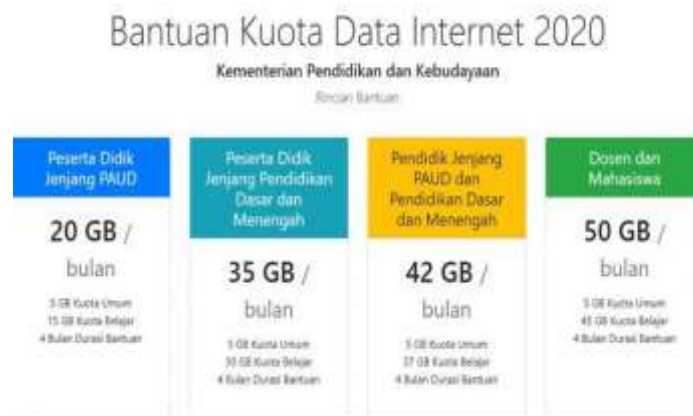 Bantuan Kuota Data Internet 2020
Kementerian Pendidikan dan Kebudayaan
Rincian Bantuan
Peserta Didik
Jenjang PAUD
20 GB /
bulan
5 GB Kuota Umum
15 GB Kuota Belajar
4 Bulan Durasi Bantuan
Peserta Didik
Jenjang Pendidikan
Dasar dan
Menengah
35 GB /
bulan
5 GB Kuota Umum
30 GB Kuota Belajar
4 Bulan Durasi Bantuan
Pendidik Jenjang
PAUD dan
Pendidikan Dasar
dan Menengah
42 GB /
bulan
5 GB Kuota Umum
37 GB Kuota Belajar
4 Bulan Durasi Bantuan
Dosen dan
Mahasiswa
50 GB /
bulan
5 GB Kuota Umum
45 GB Kuota Belajar
4 Bulan Durasi Bantuan